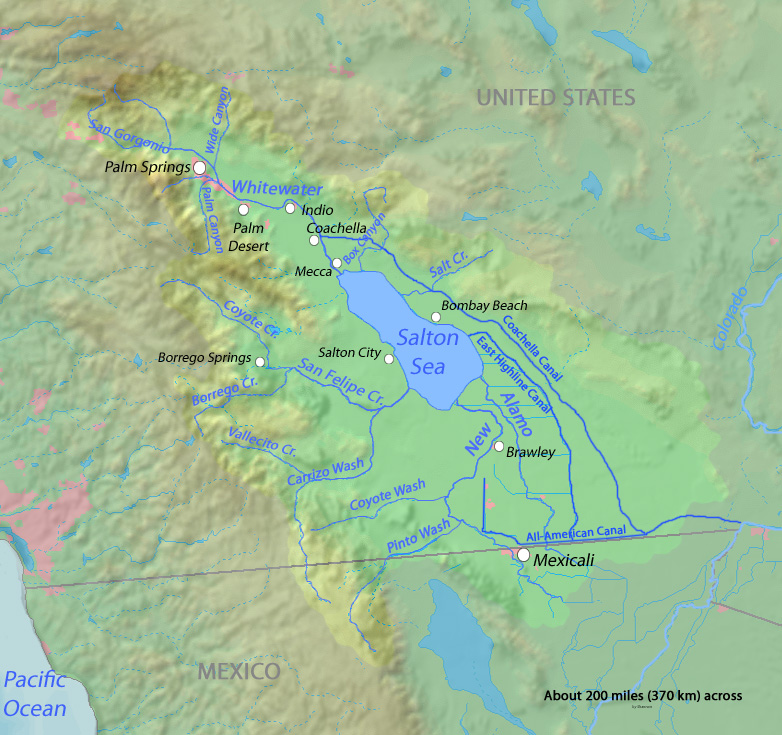 UNITED STATES
San Gorgonio
Wide Canyon
Palm Springs
Whitewater
Palm Canyon
Indio
Palm
Desert
Coachella
Box Canyon
Mecca
Salt Cr.
Colorado
Coyote Cr.
Bombay Beach
Salton
Sea
Coachella Canal
East Highline Canal
Borrego Springs
Salton City
San Felipe Cr.
Borrego Cr.
Alamo
New
Vallecito Cr.
Brawley
Carrizo Wash
Coyote Wash
Pinto Wash
All-American Canal
Mexicali
MEXICO
Pacific
Ocean
About 200 miles (370 km) across